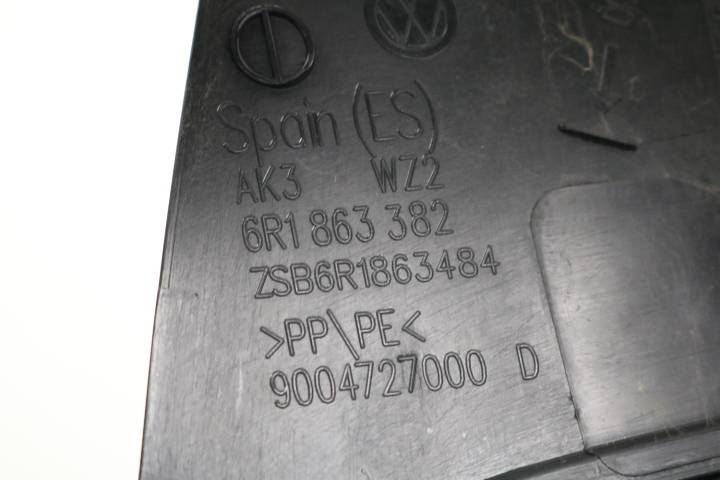 Spain (ES)
AK3 WZ2
6R1 863 382
ZSB6R1863484
>PP\PE<
9004727000 D